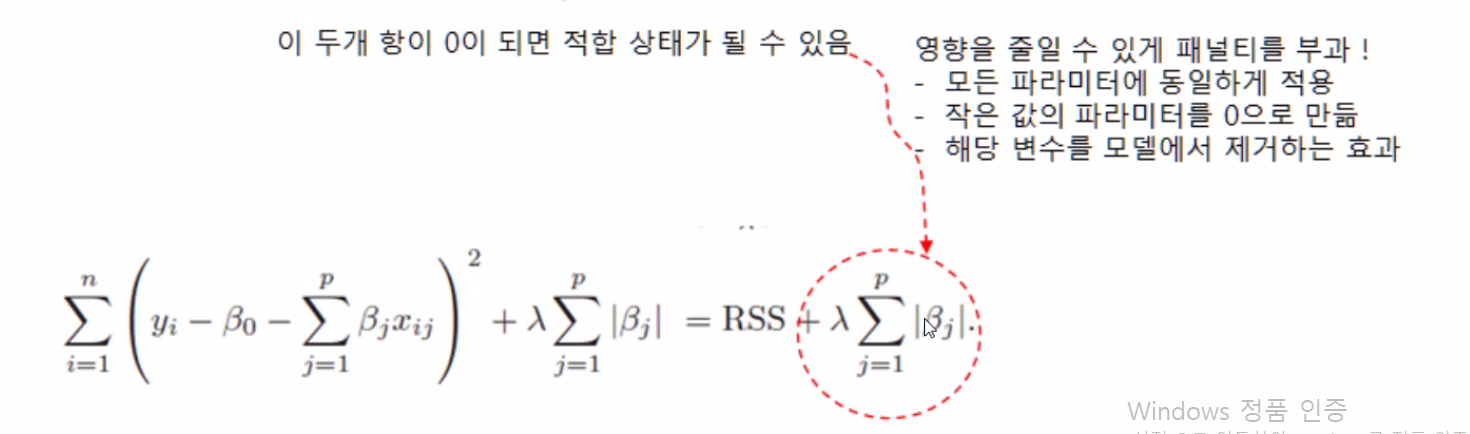 이 두개 항이 0이 되면 적합 상태가 될 수 있음
영향을 줄일 수 있게 패널티를 부과 !
- 모든 파라미터에 동일하게 적용
- 작은 값의 파라미터를 0으로 만듦
- 해당 변수를 모델에서 제거하는 효과
\sum_{i=1}^{n} \left( y_i - \beta_0 - \sum_{j=1}^{p} \beta_j x_{ij} \right)^2 + \lambda \sum_{j=1}^{p} |\beta_j| = RSS + \lambda \sum_{j=1}^{p} |\beta_j|.
Windows 정품 인증